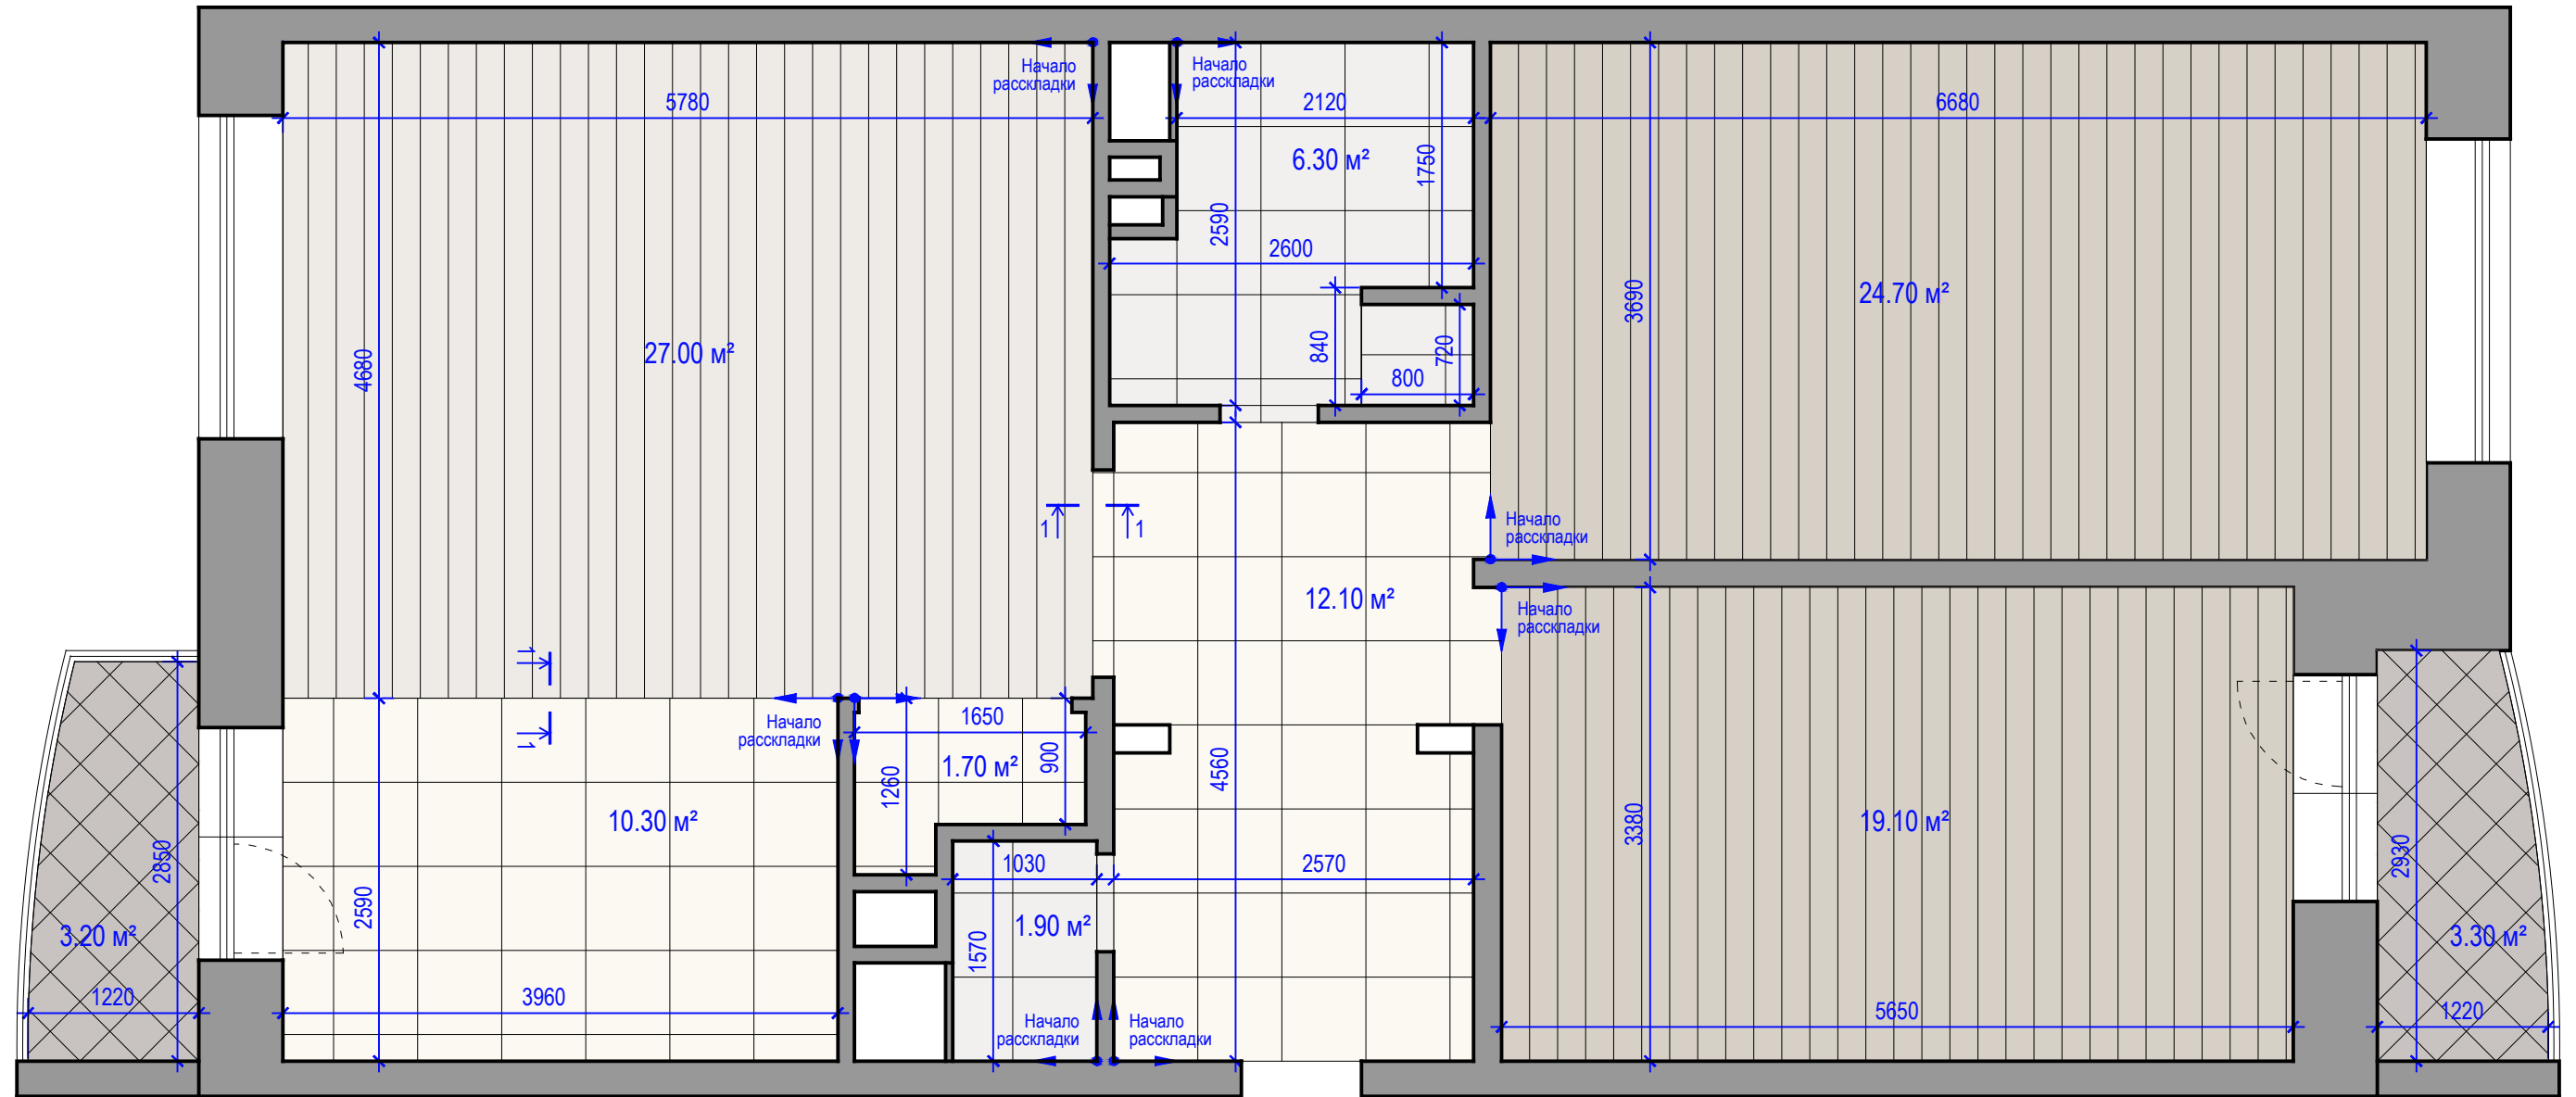 Начало
расскладки
Начало
расскладки
5780
2120
6680
6.30 м²
1750
2590
2600
3690
24.70 м²
27.00 м²
4680
840
720
800
1
1
Начало
расскладки
12.10 м²
Начало
расскладки
1
1
Начало
расскладки
1650
1.70 м²
900
1260
4560
10.30 м²
19.10 м²
3380
2850
2930
1030
2570
2590
1.90 м²
1570
3.20 м²
3.30 м²
1220
3960
5650
1220
Начало
расскладки
Начало
расскладки